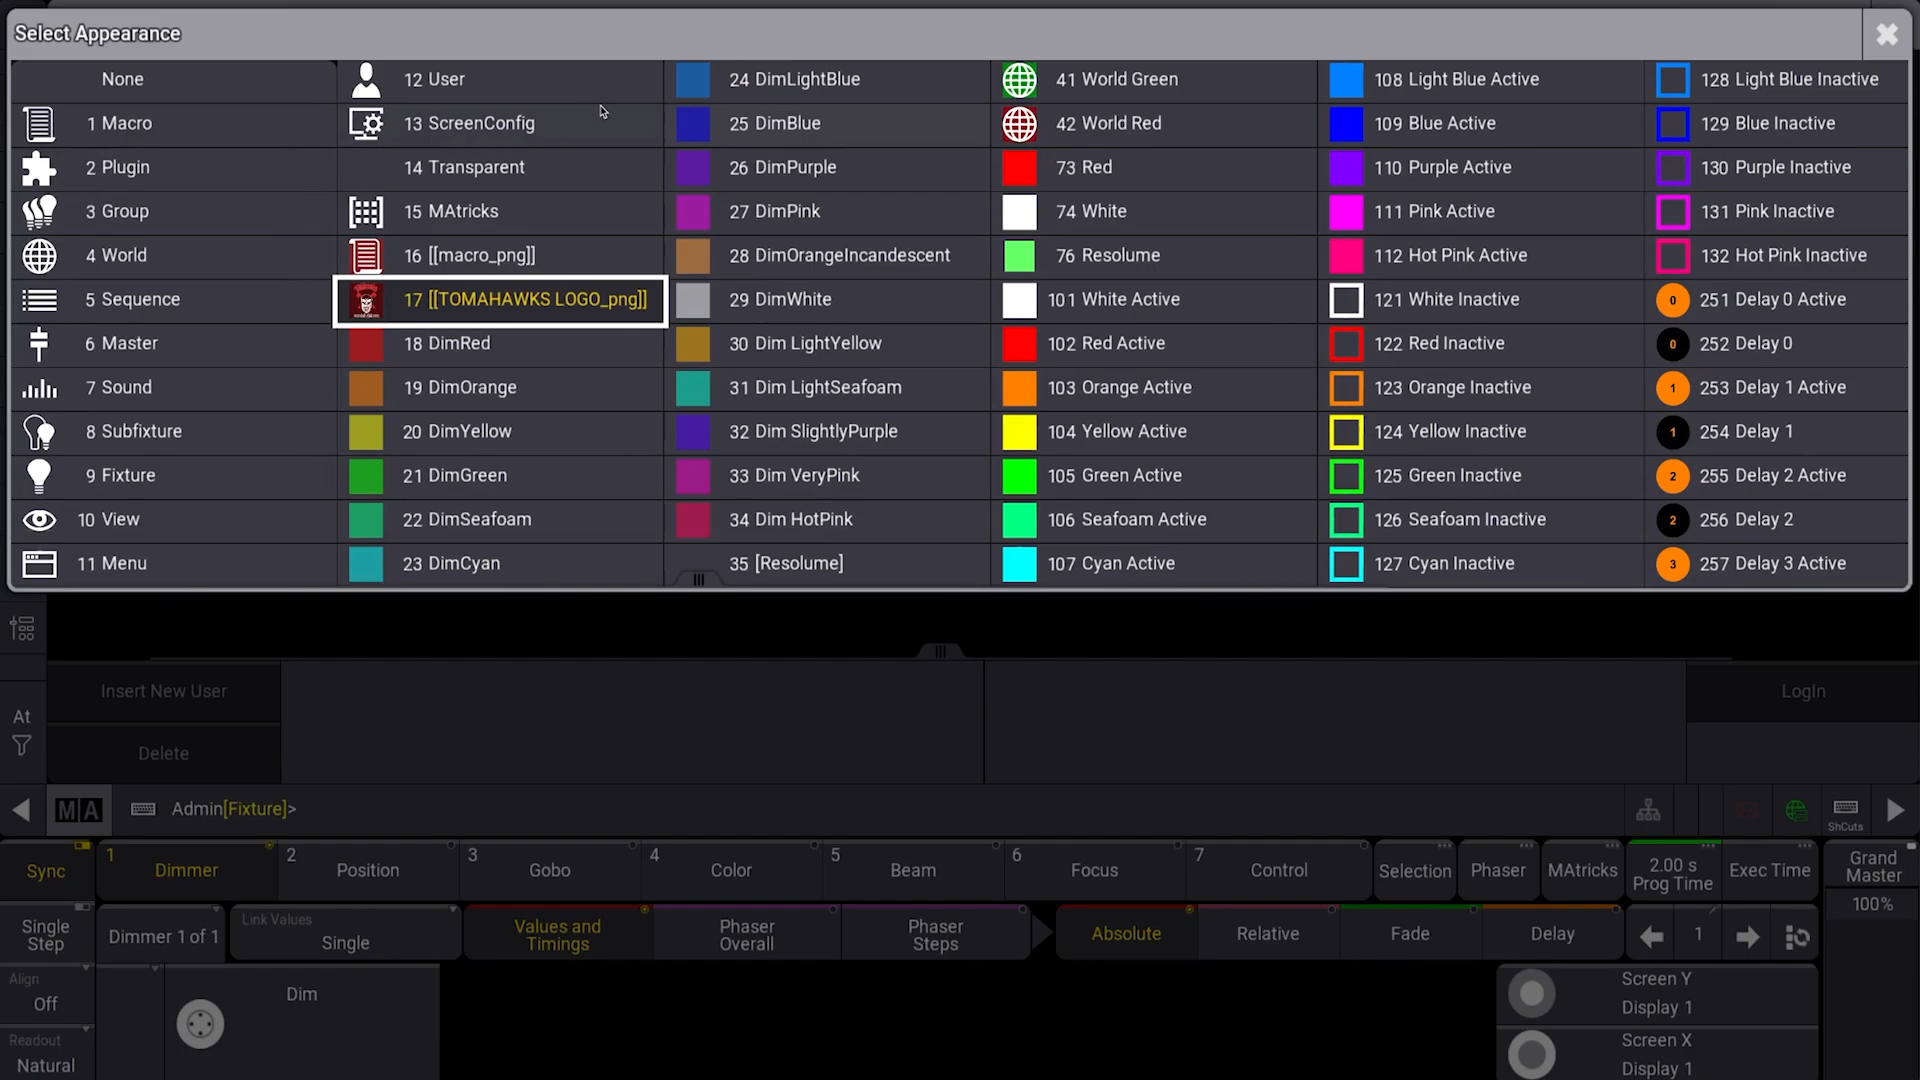 Select Appearance
None
1 Macro
2 Plugin
3 Group
4 World
5 Sequence
6 Master
7 Sound
8 Subfixture
9 Fixture
10 View
11 Menu
12 User
13 ScreenConfig
14 Transparent
15 MAtricks
16 [[macro_png]]
17 [[TOMAHAWKS LOGO_png]]
18 DimRed
19 DimOrange
20 DimYellow
21 DimGreen
22 DimSeafoam
23 DimCyan
24 DimLightBlue
25 DimBlue
26 DimPurple
27 DimPink
28 DimOrangeIncandescent
29 DimWhite
30 Dim LightYellow
31 Dim LightSeafoam
32 Dim SlightlyPurple
33 Dim VeryPink
34 Dim HotPink
35 [Resolume]
41 World Green
42 World Red
73 Red
74 White
76 Resolume
101 White Active
102 Red Active
103 Orange Active
104 Yellow Active
105 Green Active
106 Seafoam Active
107 Cyan Active
108 Light Blue Active
109 Blue Active
110 Purple Active
111 Pink Active
112 Hot Pink Active
121 White Inactive
122 Red Inactive
123 Orange Inactive
124 Yellow Inactive
125 Green Inactive
126 Seafoam Inactive
127 Cyan Inactive
128 Light Blue Inactive
129 Blue Inactive
130 Purple Inactive
131 Pink Inactive
132 Hot Pink Inactive
0 251 Delay 0 Active
0 252 Delay 0
1 253 Delay 1 Active
1 254 Delay 1
2 255 Delay 2 Active
2 256 Delay 2
3 257 Delay 3 Active
At
Insert New User
Delete
LogIn
MA
Admin[Fixture]>
ShCuts
Sync
1 Dimmer
2 Position
3 Gobo
4 Color
5 Beam
6 Focus
7 Control
Selection
Phaser
MAtricks
2.00 s
Prog Time
Exec Time
Grand
Master
100%
Single
Step
Dimmer 1 of 1
Link Values
Single
Values and
Timings
Phaser
Overall
Phaser
Steps
Absolute
Relative
Fade
Delay
1
Align
Off
Readout
Natural
Dim
Screen Y
Display 1
Screen X
Display 1